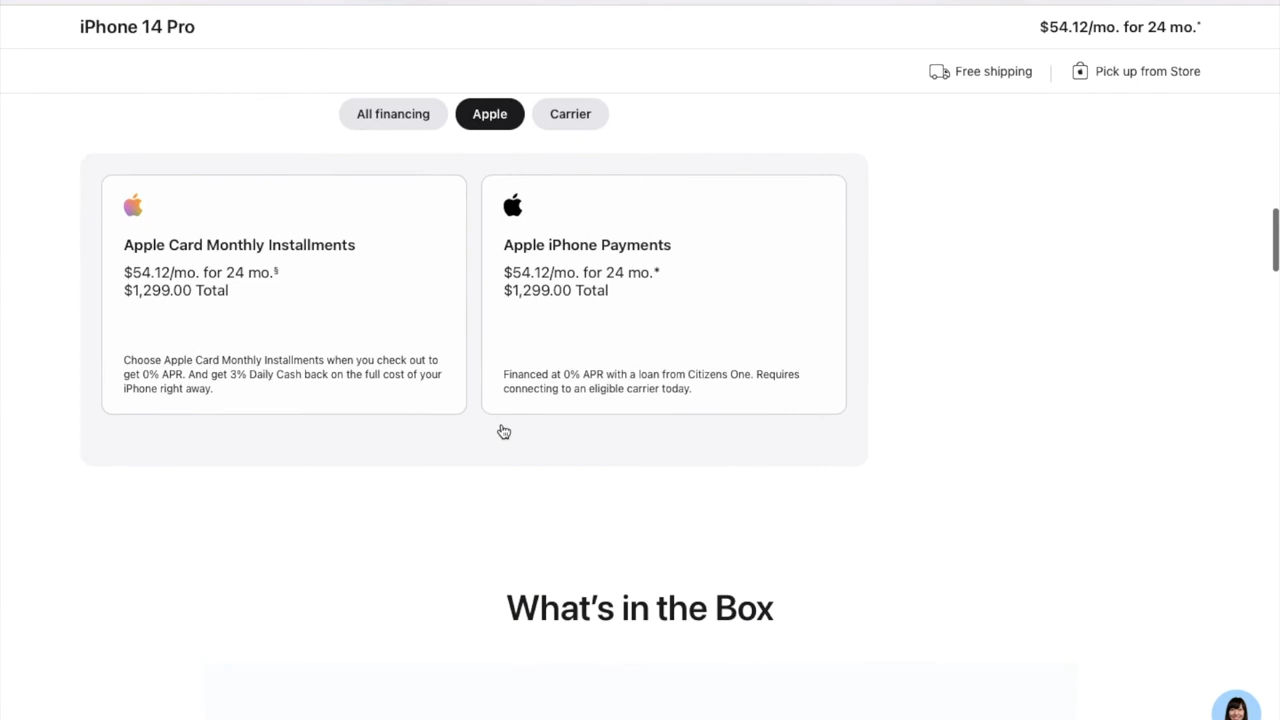 iPhone 14 Pro
$54.12/mo. for 24 mo.*
Free shipping
Pick up from Store
All financing
Apple
Carrier
Apple Card Monthly Installments
$54.12/mo. for 24 mo.§
$1,299.00 Total
Choose Apple Card Monthly Installments when you check out to
get 0% APR. And get 3% Daily Cash back on the full cost of your
iPhone right away.
Apple iPhone Payments
$54.12/mo. for 24 mo.*
$1,299.00 Total
Financed at 0% APR with a loan from Citizens One. Requires
connecting to an eligible carrier today.
What's in the Box